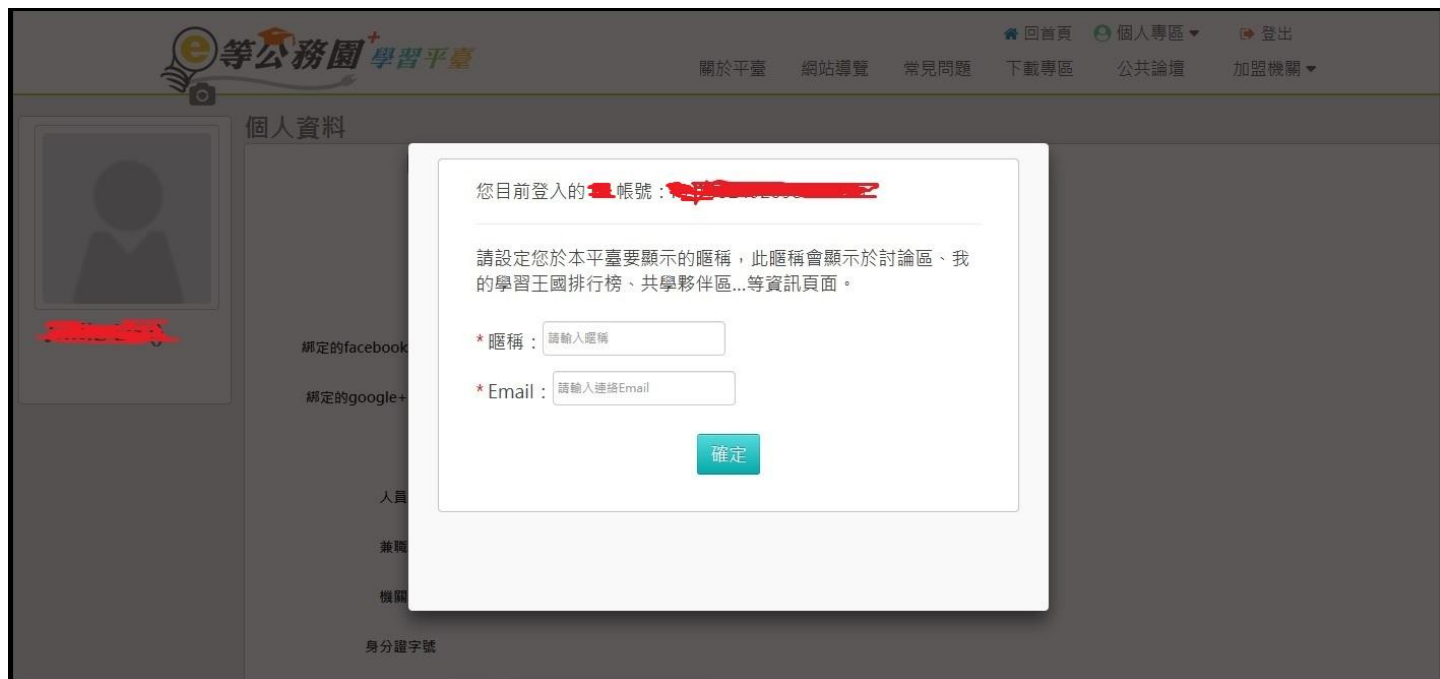 e等公務園+學習平臺
回首頁 個人專區 登出
關於平臺 網站導覽 常見問題 下載專區 公共論壇 加盟機關
個人資料
您目前登入的 帳號：
請設定您於本平臺要顯示的暱稱，此暱稱會顯示於討論區、我
的學習王國排行榜、共學夥伴區...等資訊頁面。
*暱稱：請輸入暱稱
*Email：請輸入連絡Email
確定
綁定的facebook
綁定的google+
人員
兼職
機關
身分證字號